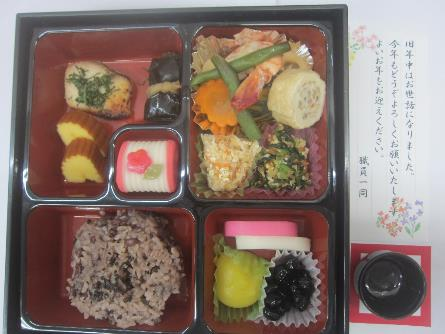 旧年中はお世話になりました。
今年もどうぞよろしくお願いいたします。
よいお年をお迎えください。
職員一同